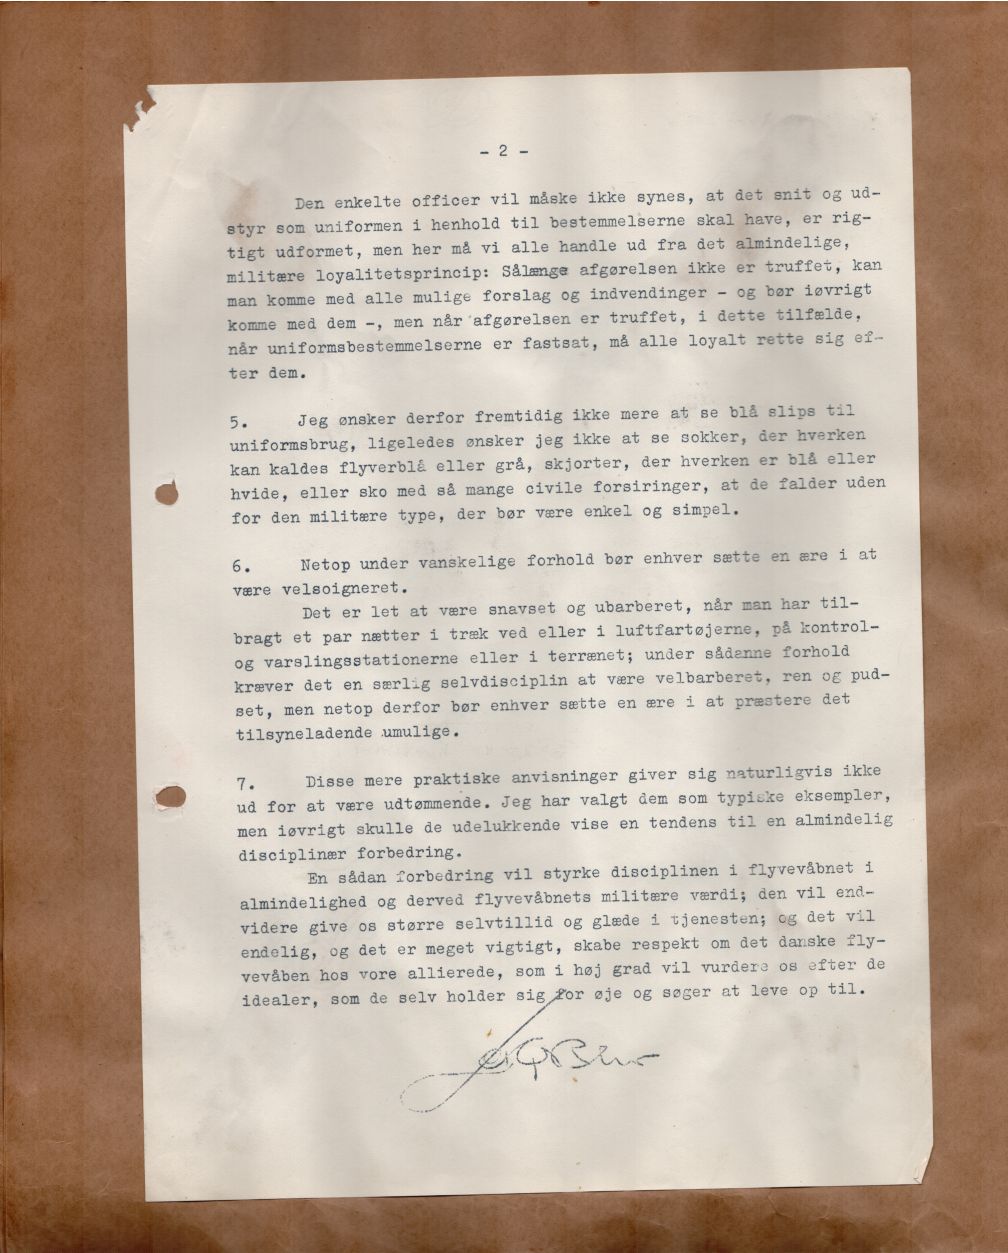 - 2 -
Den enkelte officer vil måske ikke synes, at det snit og ud-
styr som uniformen i henhold til bestemmelserne skal have, er rig-
tigt udformet, men her må vi alle handle ud fra det almindelige,
militære loyalitetsprincip: Sålænge afgørelsen ikke er truffet, kan
man komme med alle mulige forslag og indvendinger - og bør iøvrigt
komme med dem -, men når afgørelsen er truffet, i dette tilfælde,
når uniformsbestemmelserne er fastsat, må alle loyalt rette sig ef-
ter dem.
5. Jeg ønsker derfor fremtidig ikke mere at se blå slips til
uniformsbrug, ligeledes ønsker jeg ikke at se sokker, der hverken
kan kaldes flyverblå eller grå, skjorter, der hverken er blå eller
hvide, eller sko med så mange civile forsiringer, at de falder uden
for den militære type, der bør være enkel og simpel.
6. Netop under vanskelige forhold bør enhver sætte en ære i at
være velsoigneret.
Det er let at være snavset og ubarberet, når man har til-
bragt et par nætter i træk ved eller i luftfartøjerne, på kontrol-
og varslingsstationerne eller i terrænet; under sådanne forhold
kræver det en særlig selvdisciplin at være velbarberet, ren og pud-
set, men netop derfor bør enhver sætte en ære i at præstere det
tilsyneladende umulige.
7. Disse mere praktiske anvisninger giver sig naturligvis ikke
ud for at være udtømmende. Jeg har valgt dem som typiske eksempler,
men iøvrigt skulle de udelukkende vise en tendens til en almindelig
disciplinær forbedring.
En sådan forbedring vil styrke disciplinen i flyvevåbnet i
almindelighed og derved flyvevåbnets militære værdi; den vil end-
videre give os større selvtillid og glæde i tjenesten; og det vil
endelig, og det er meget vigtigt, skabe respekt om det danske fly-
vevåben hos vore allierede, som i høj grad vil vurdere os efter de
idealer, som de selv holder sig for øje og søger at leve op til.